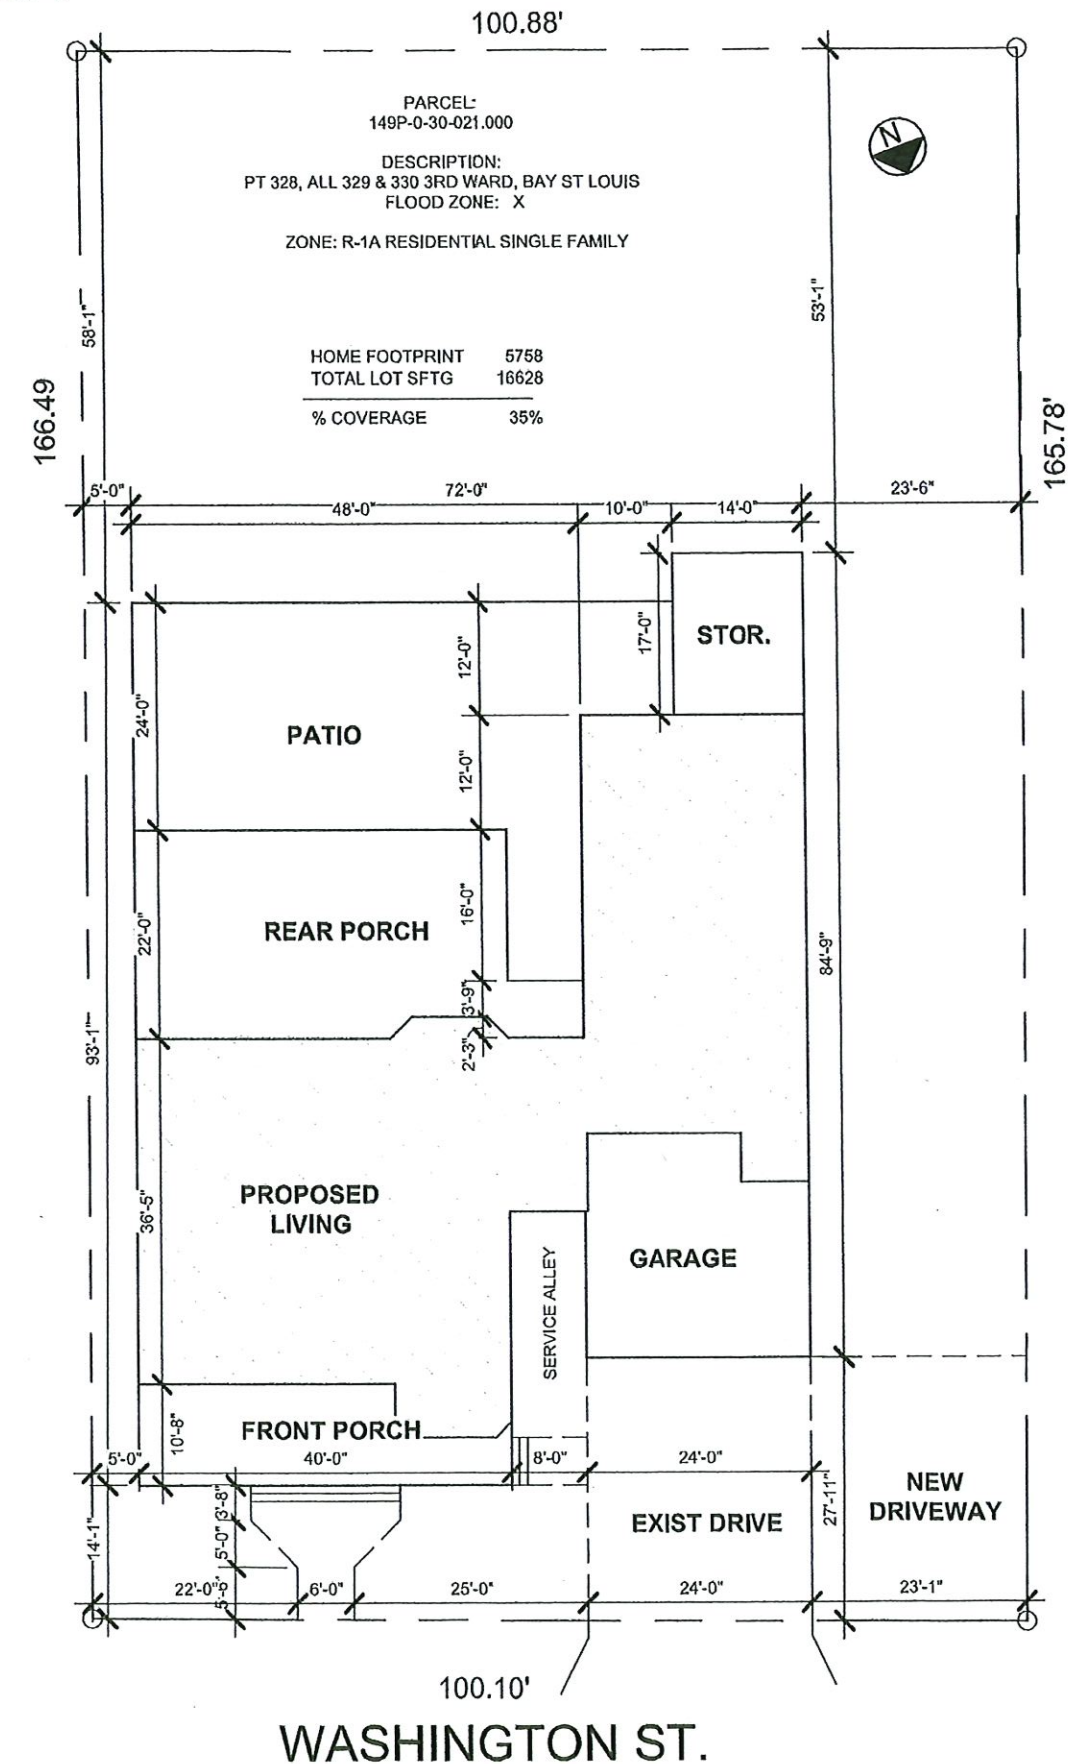 100.88'
PARCEL:
149P-0-30-021.000
N
DESCRIPTION:
PT 328, ALL 329 & 330 3RD WARD, BAY ST LOUIS
FLOOD ZONE: X
ZONE: R-1A RESIDENTIAL SINGLE FAMILY
58'-1"
53'-1"
HOME FOOTPRINT 5758
TOTAL LOT SFTG 16628
% COVERAGE 35%
166.49
165.78'
5'-0"
72'-0"
23'-6"
48'-0"
10'-0"
14'-0"
17'-0"
STOR.
12'-0"
24'-0"
PATIO
12'-0"
22'-0"
REAR PORCH
16'-0"
84'-9"
3'-9"
2'-3"
93'-1"
36'-5"
PROPOSED
LIVING
GARAGE
SERVICE ALLEY
10'-8"
FRONT PORCH
5'-0"
40'-0"
8'-0"
24'-0"
27'-11"
NEW
DRIVEWAY
3'-8"
EXIST DRIVE
14'-1"
5'-0"
22'-0"
5'-6"
6'-0"
25'-0"
24'-0"
23'-1"
100.10'
WASHINGTON ST.